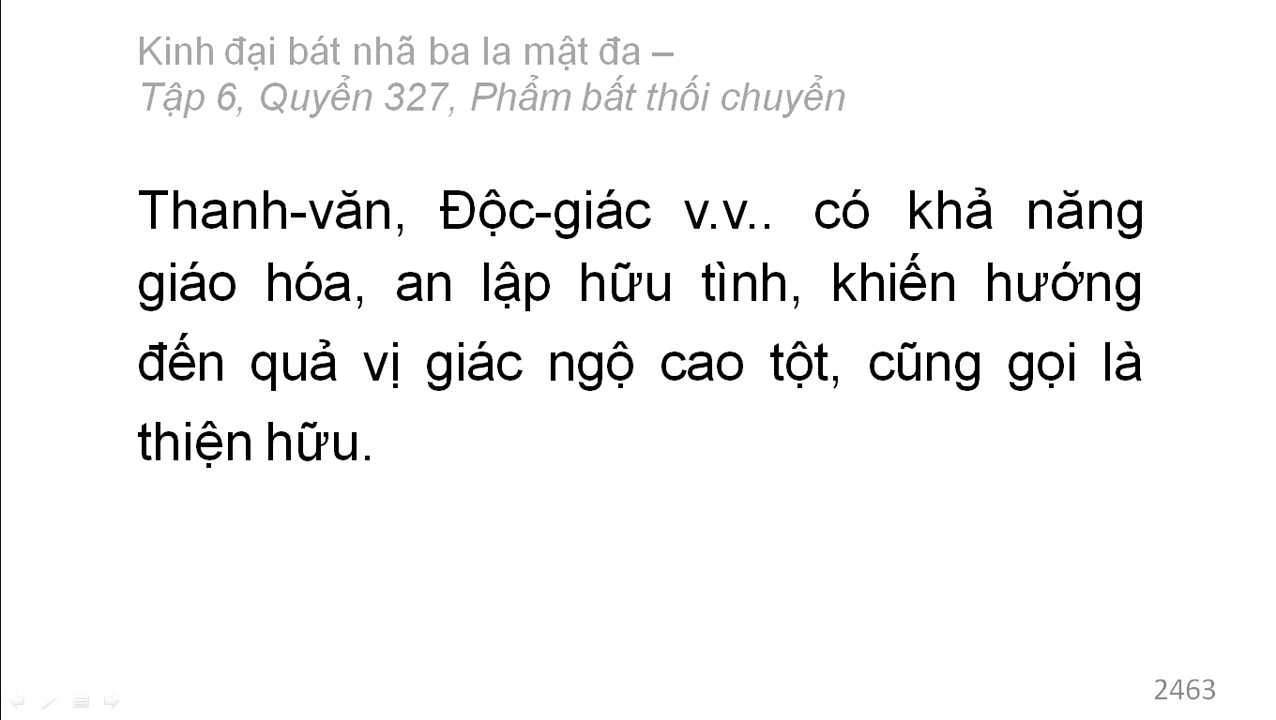 Kinh đại bát nhã ba la mật đa –
Tập 6, Quyển 327, Phẩm bất thối chuyển
Thanh-văn, Độc-giác v.v.. có khả năng
giáo hóa, an lập hữu tình, khiến hướng
đến quả vị giác ngộ cao tột, cũng gọi là
thiện hữu.
2463